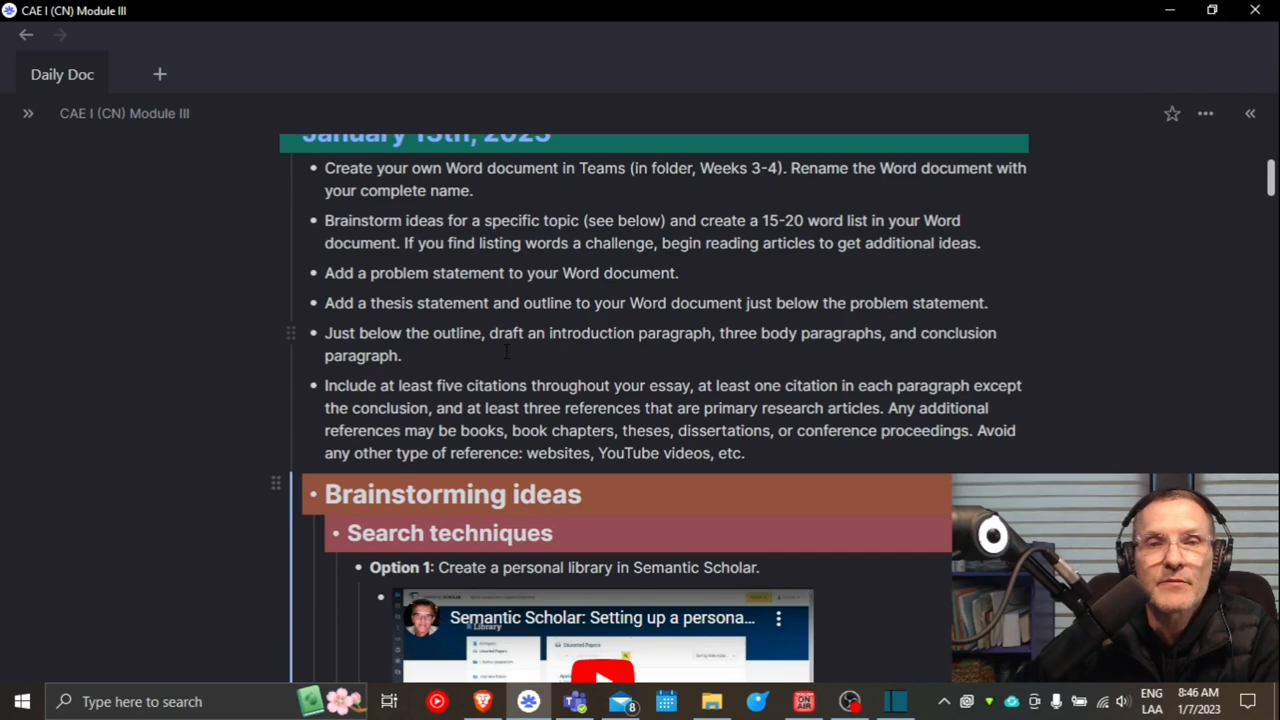 CAE I (CN) Module III
Daily Doc
CAE I (CN) Module III
January 13th, 2023
• Create your own Word document in Teams (in folder, Weeks 3-4). Rename the Word document with
your complete name.
• Brainstorm ideas for a specific topic (see below) and create a 15-20 word list in your Word
document. If you find listing words a challenge, begin reading articles to get additional ideas.
• Add a problem statement to your Word document.
• Add a thesis statement and outline to your Word document just below the problem statement.
• Just below the outline, draft an introduction paragraph, three body paragraphs, and conclusion
paragraph.
• Include at least five citations throughout your essay, at least one citation in each paragraph except
the conclusion, and at least three references that are primary research articles. Any additional
references may be books, book chapters, theses, dissertations, or conference proceedings. Avoid
any other type of reference: websites, YouTube videos, etc.
• Brainstorming ideas
• Search techniques
• Option 1: Create a personal library in Semantic Scholar.
Semantic Scholar: Setting up a persona...
Library
Type here to search
8
ON AIR
ENG
LAA
8:46 AM
1/7/2023